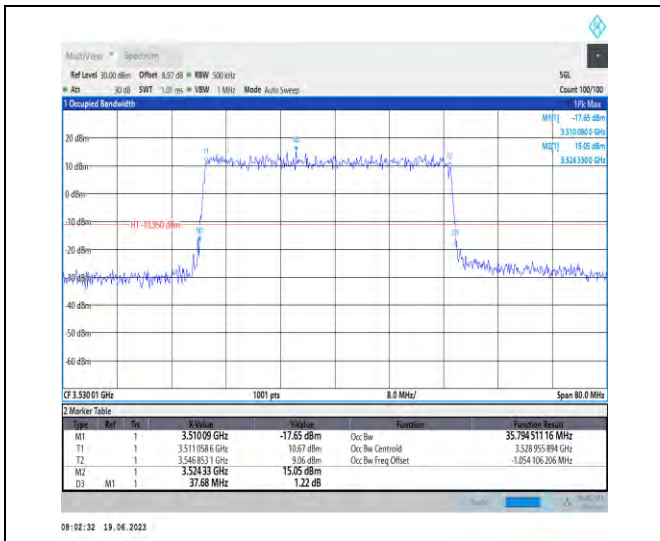 MultiView Spectrum
Ref Level 30.00 dBm Offset 8.97 dB RBW 500 kHz SGL
Att 30 dB SWT 1.01 ms VBW 1 MHz Mode Auto Sweep Count 100/100
1 Occupied Bandwidth 1Pk Max
M1[1] -17.65 dBm
3.5100900 GHz
M2[1] 15.05 dBm
3.5243300 GHz
20 dBm
M2
T1
T2
10 dBm
0 dBm
-10 dBm
H1 -10.950 dBm
M1
D3
-20 dBm
-30 dBm
-40 dBm
-50 dBm
-60 dBm
CF 3.53001 GHz 1001 pts 8.0 MHz/ Span 80.0 MHz
2 Marker Table
Type Ref Trc X-Value Y-Value Function Function Result
M1 1 3.51009 GHz -17.65 dBm Occ Bw 35.794 511 16 MHz
T1 1 3.511 058 6 GHz 10.67 dBm Occ Bw Centroid 3.528 955 894 GHz
T2 1 3.546 853 1 GHz 9.06 dBm Occ Bw Freq Offset -1.054 106 206 MHz
M2 1 3.524 33 GHz 15.05 dBm
D3 M1 1 37.68 MHz 1.22 dB
08:02:32 19.06.2023